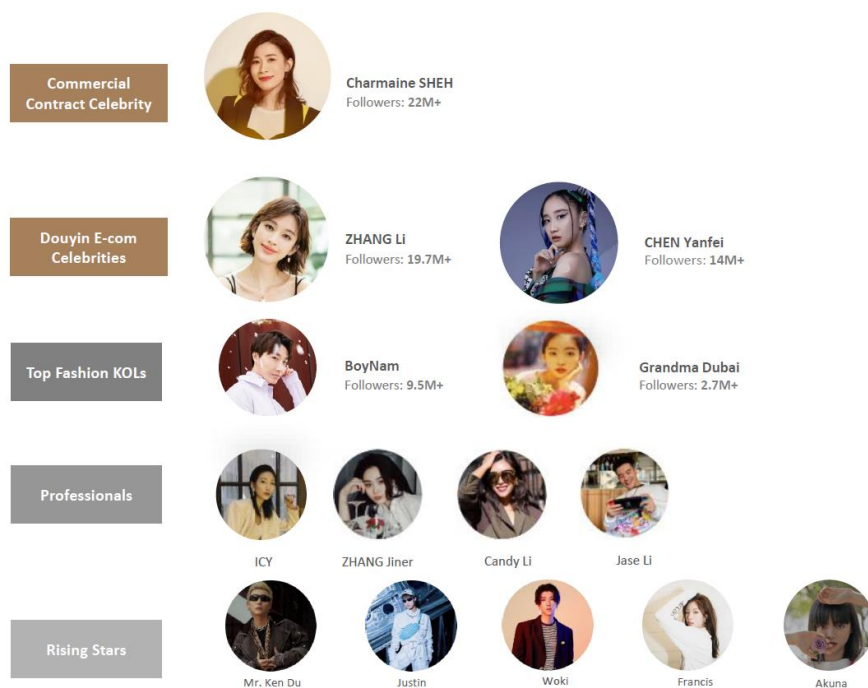 Commercial
Contract Celebrity
Charmaine SHEH
Followers: 22M+
Douyin E-com
Celebrities
ZHANG Li
Followers: 19.7M+
CHEN Yanfei
Followers: 14M+
Top Fashion KOLs
BoyNam
Followers: 9.5M+
Grandma Dubai
Followers: 2.7M+
Professionals
ICY
ZHANG Jiner
Candy Li
Jase Li
Rising Stars
Mr. Ken Du
Justin
Woki
Francis
Akuna